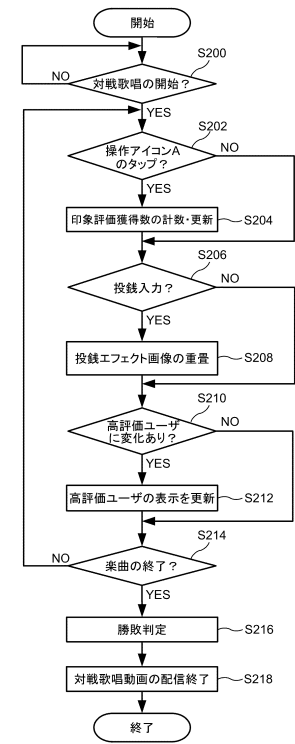 開始
S200
対戦歌唱の開始？
NO
YES
S202
操作アイコンA
のタップ？
NO
YES
印象評価獲得数の計数・更新
S204
S206
投銭入力？
NO
YES
投銭エフェクト画像の重畳
S208
S210
高評価ユーザ
に変化あり？
NO
YES
高評価ユーザの表示を更新
S212
S214
楽曲の終了？
NO
YES
勝敗判定
S216
対戦歌唱動画の配信終了
S218
終了